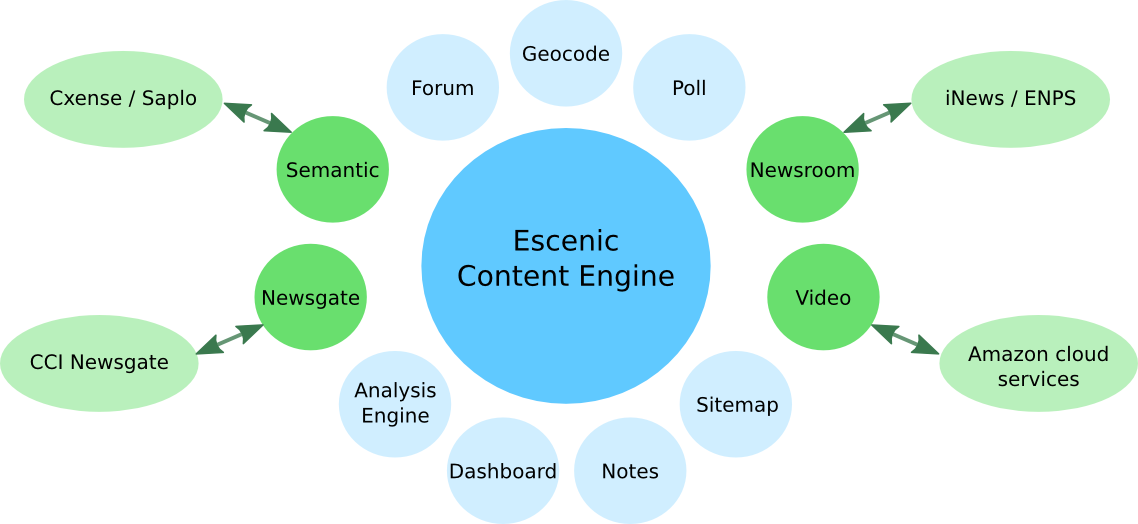 Geocode
Forum
Poll
Cxense / Saplo
iNews / ENPS
Semantic
Newsroom
Escenic
Content Engine
Newsgate
Video
CCI Newsgate
Amazon cloud
services
Analysis
Engine
Sitemap
Dashboard
Notes